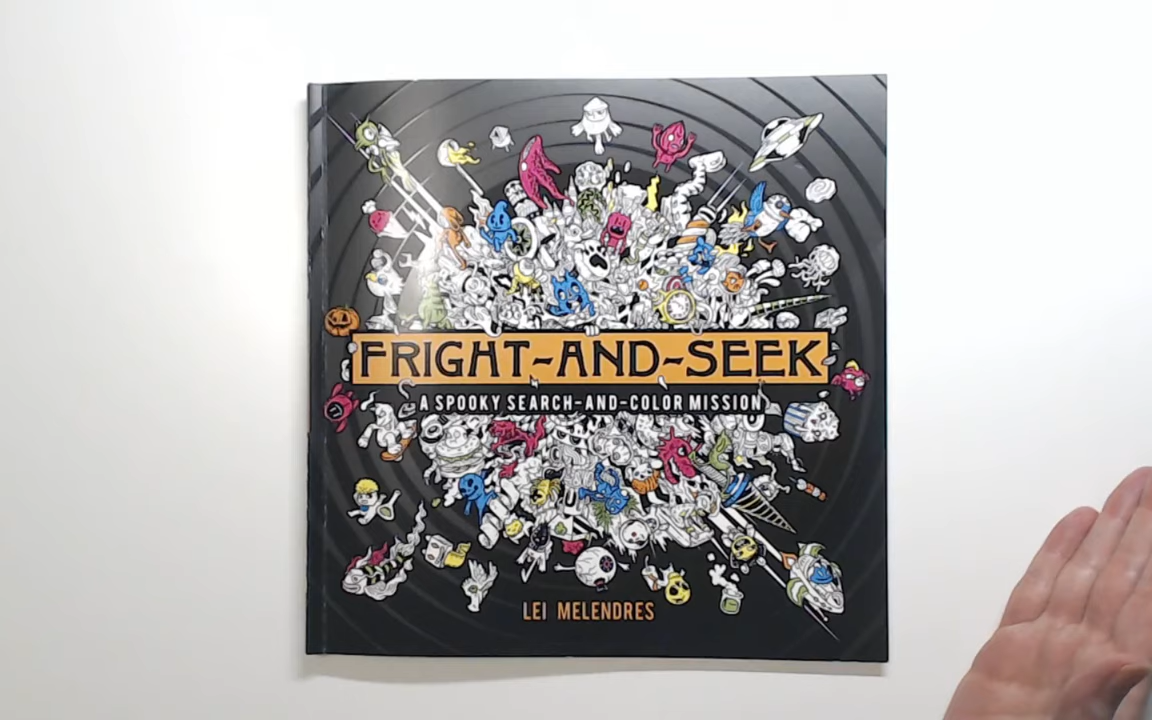 FRIGHT-AND-SEEK
A SPOOKY SEARCH-AND-COLOR MISSION
LEI MELENDRES